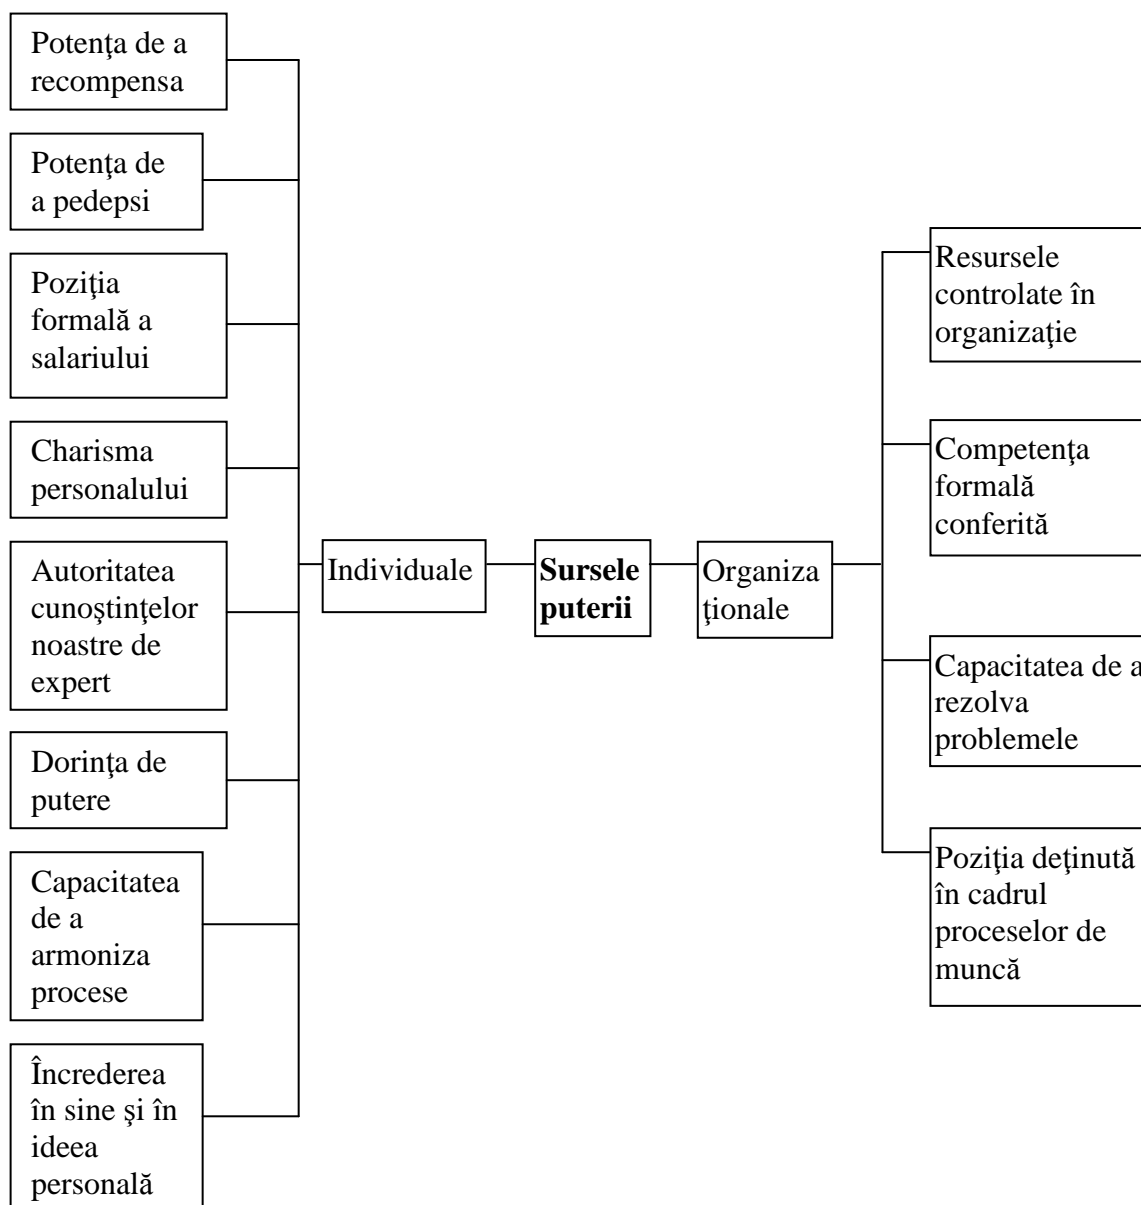 Potenţa de a
recompensa
Potenţa de
a pedepsi
Poziţia
formală a
salariului
Charisma
personalului
Autoritatea
cunoştinţelor
noastre de
expert
Dorinţa de
putere
Capacitatea
de a
armoniza
procese
Încrederea
în sine şi în
ideea
personală
Individuale
Sursele
puterii
Organiza
ţionale
Resursele
controlate în
organizaţie
Competenţa
formală
conferită
Capacitatea de a
rezolva
problemele
Poziţia deţinută
în cadrul
proceselor de
muncă